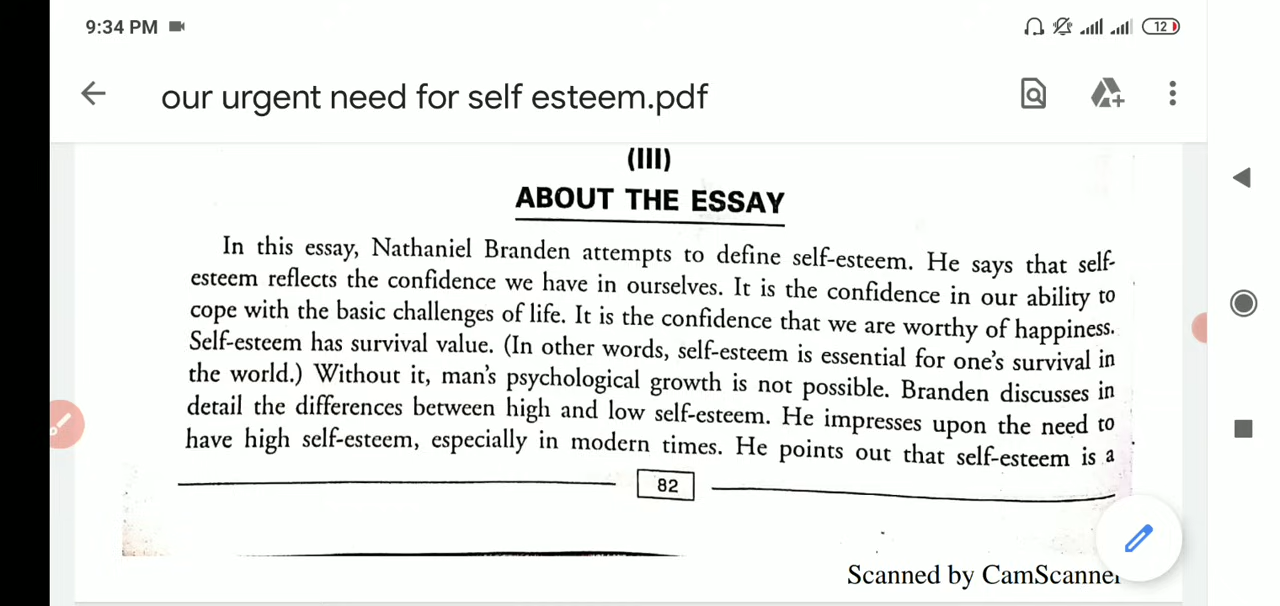 9:34 PM
12
our urgent need for self esteem.pdf
(III)
ABOUT THE ESSAY
In this essay, Nathaniel Branden attempts to define self-esteem. He says that self-
esteem reflects the confidence we have in ourselves. It is the confidence in our ability to
cope with the basic challenges of life. It is the confidence that we are worthy of happiness.
Self-esteem has survival value. (In other words, self-esteem is essential for one's survival in
the world.) Without it, man's psychological growth is not possible. Branden discusses in
detail the differences between high and low self-esteem. He impresses upon the need to
have high self-esteem, especially in modern times. He points out that self-esteem is a
82
Scanned by CamScanner